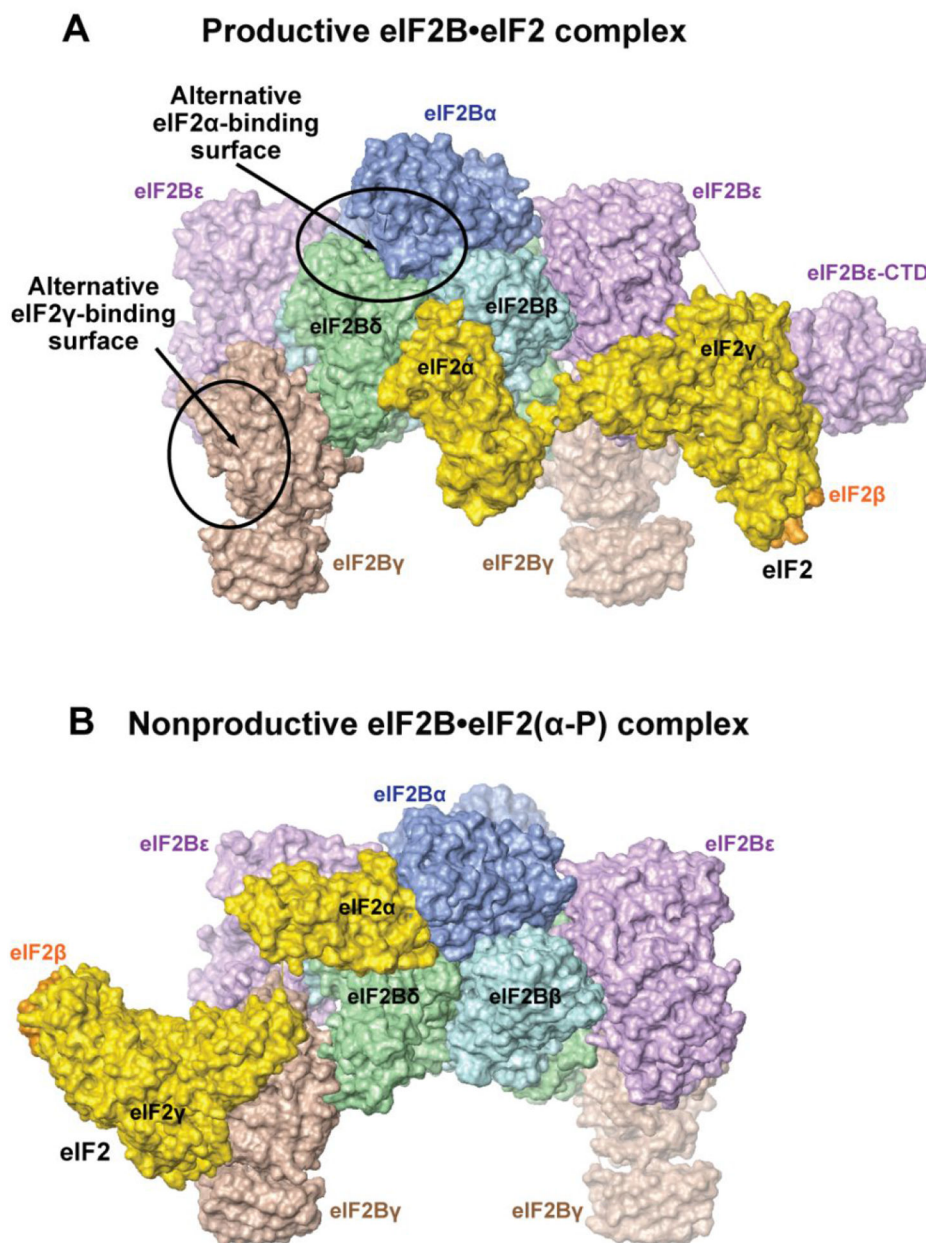 A Productive eIF2B•eIF2 complex
Alternative
eIF2α-binding
surface
eIF2Bα
eIF2Bε
eIF2Bε
eIF2Bε-CTD
Alternative
eIF2γ-binding
surface
eIF2Bδ
eIF2Bβ
eIF2α
eIF2γ
eIF2β
eIF2Bγ
eIF2Bγ
eIF2
B Nonproductive eIF2B•eIF2(α-P) complex
eIF2Bα
eIF2Bε
eIF2Bε
eIF2α
eIF2β
eIF2Bδ
eIF2Bβ
eIF2γ
eIF2
eIF2Bγ
eIF2Bγ